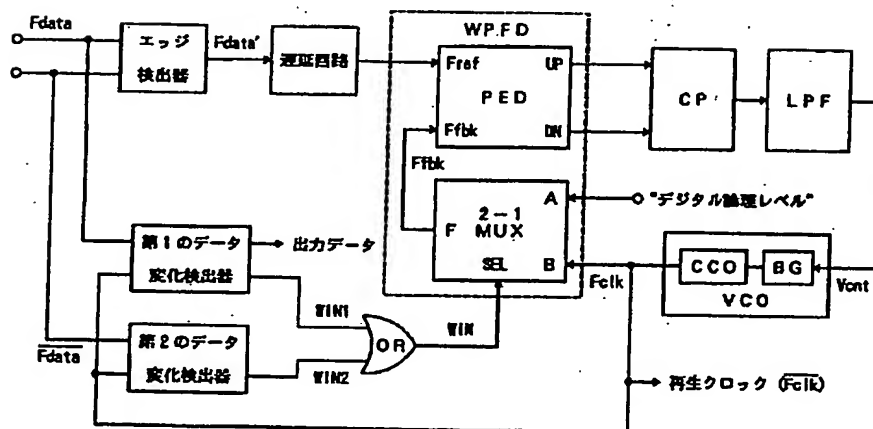 Fdata
エッジ
検出器
Fdata'
遅延回路
WPFD
Fref
UP
PED
Ffbk
DN
CP
LPF
Ffbk
2-1
MUX
F
A
SEL
B
"デジタル論理レベル"
第1のデータ
変化検出器
出力データ
Fclk
CCO
BG
VCO
Vcnt
WIN1
OR
WIN
Fdata
第2のデータ
変化検出器
WIN2
再生クロック (Fclk)